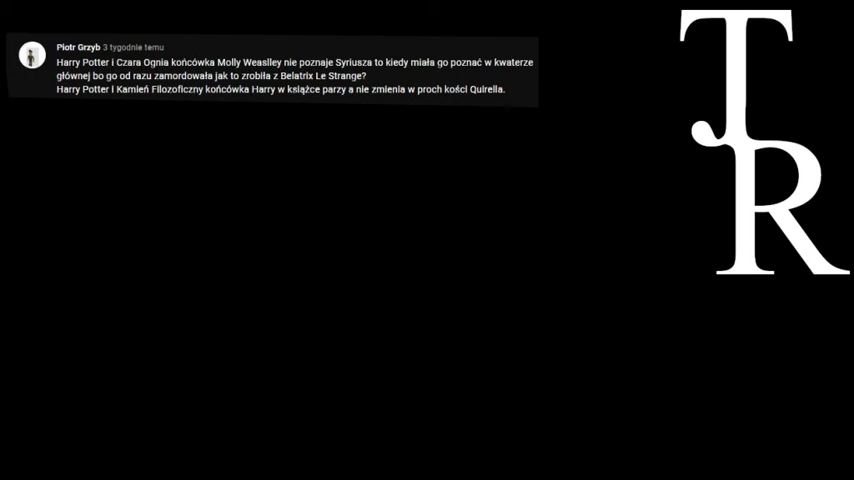 Piotr Grzyb 3 tygodnie temu
Harry Potter i Czara Ognia końcówka Molly Weaslley nie poznaje Syriusza to kiedy miała go poznać w kwaterze
głównej bo go od razu zamordowała jak to zrobiła z Belatrix Le Strange?
Harry Potter i Kamień Filozoficzny końcówka Harry w książce parzy a nie zmienia w proch kości Quirella.
TR